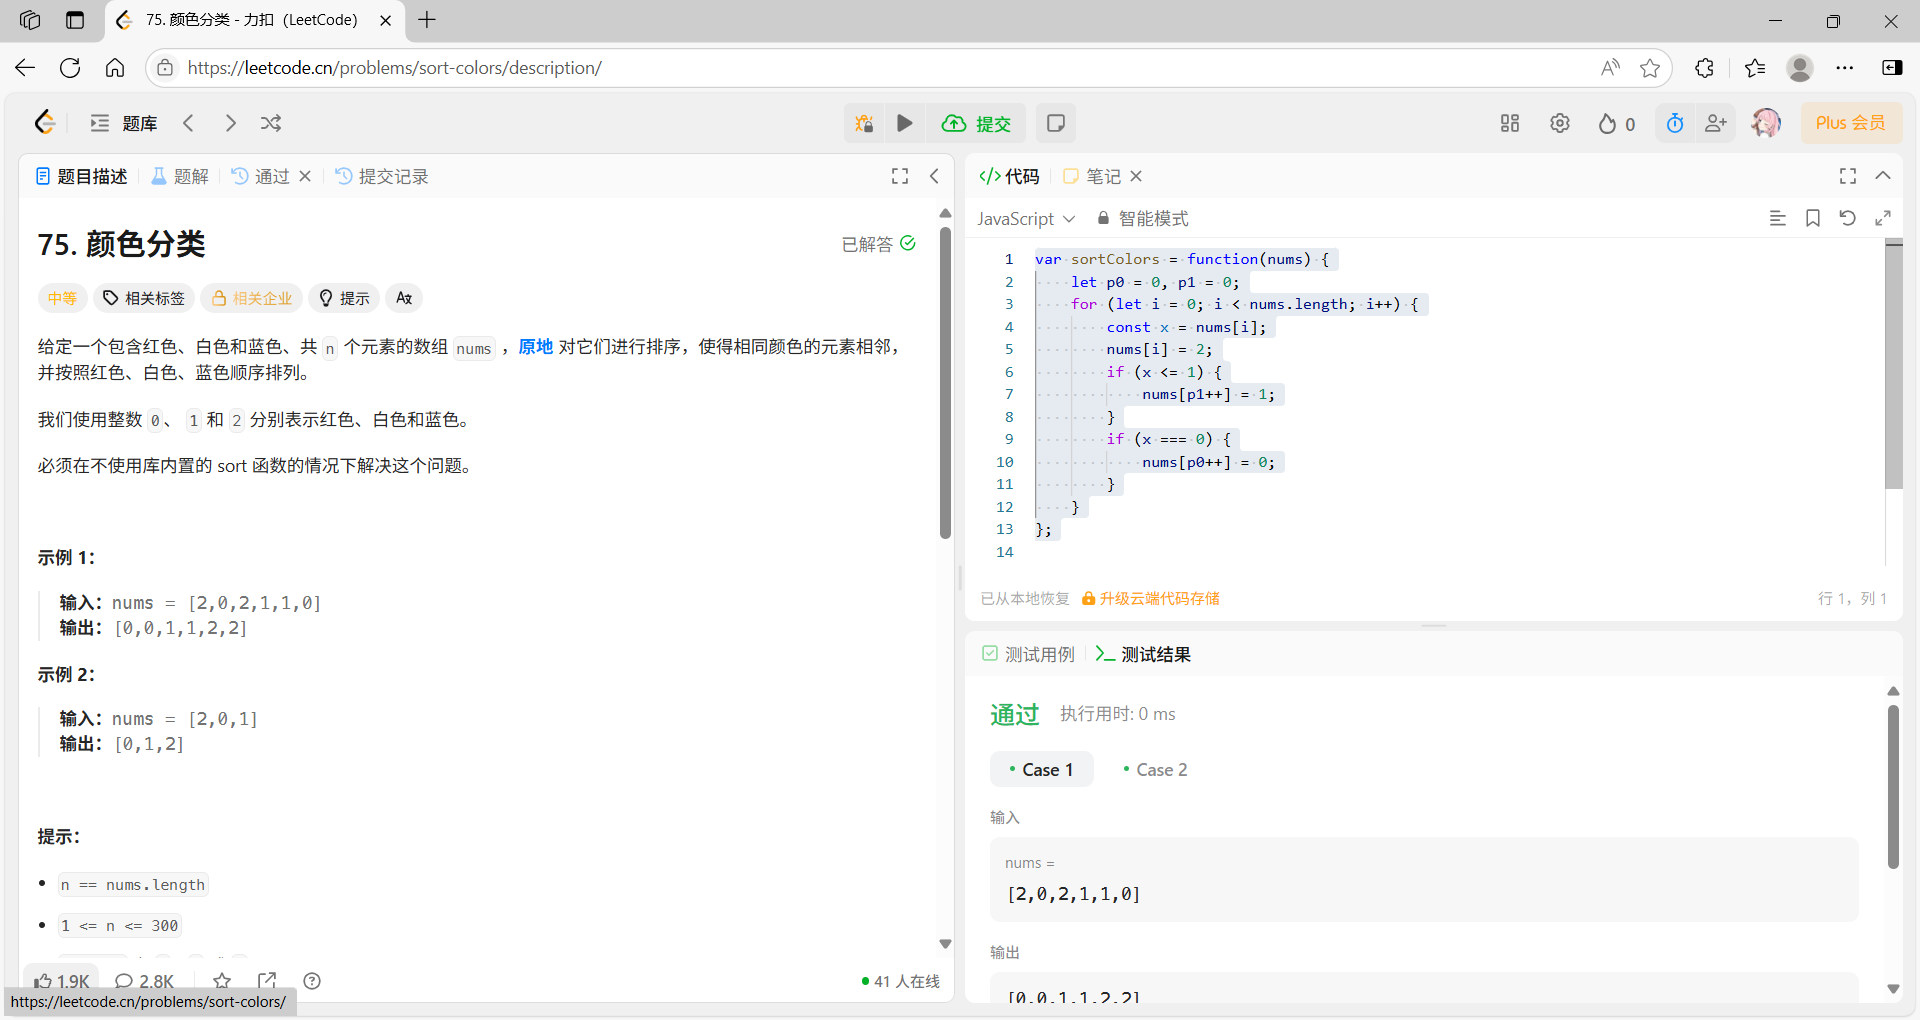 75. 颜色分类 - 力扣（LeetCode）
https://leetcode.cn/problems/sort-colors/description/
题库
提交
0
Plus 会员
题目描述
题解
通过
提交记录
75. 颜色分类
已解答
中等
相关标签
相关企业
提示
给定一个包含红色、白色和蓝色、共 n 个元素的数组 nums ，原地 对它们进行排序，使得相同颜色的元素相邻，
并按照红色、白色、蓝色顺序排列。
我们使用整数 0、 1 和 2 分别表示红色、白色和蓝色。
必须在不使用库内置的 sort 函数的情况下解决这个问题。
示例 1：
输入：nums = [2,0,2,1,1,0]
输出：[0,0,1,1,2,2]
示例 2：
输入：nums = [2,0,1]
输出：[0,1,2]
提示：
n == nums.length
1 <= n <= 300
1.9K
2.8K
41 人在线
https://leetcode.cn/problems/sort-colors/
代码
笔记
JavaScript
智能模式
1 var sortColors = function(nums) {
2 let p0 = 0, p1 = 0;
3 for (let i = 0; i < nums.length; i++) {
4 const x = nums[i];
5 nums[i] = 2;
6 if (x <= 1) {
7 nums[p1++] = 1;
8 }
9 if (x === 0) {
10 nums[p0++] = 0;
11 }
12 }
13 };
14
已从本地恢复
升级云端代码存储
行 1，列 1
测试用例
测试结果
通过
执行用时: 0 ms
Case 1
Case 2
输入
nums =
[2,0,2,1,1,0]
输出
[0,0,1,1,2,2]